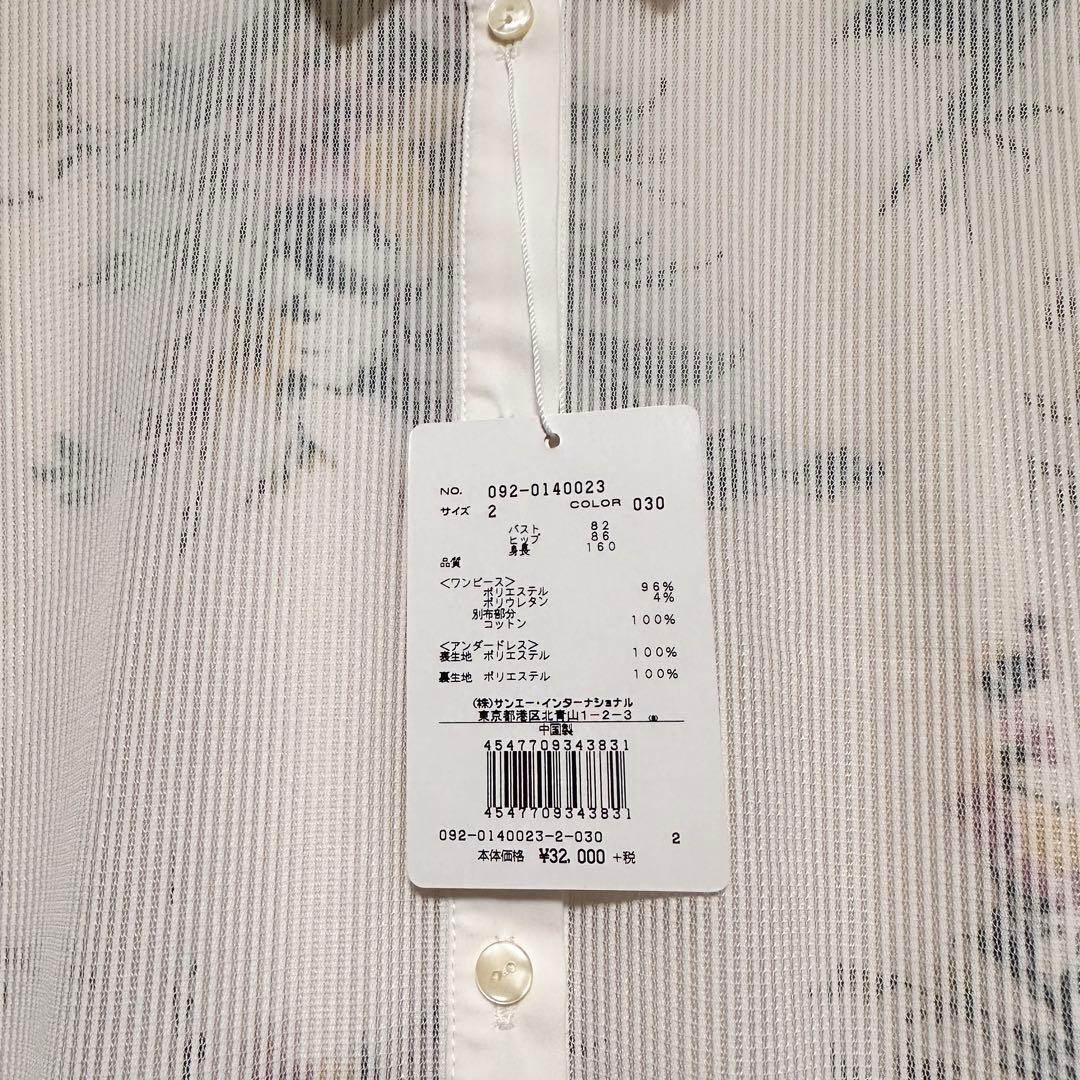 NO. 092-0140023
サイズ 2 COLOR 030
バスト 82
ヒップ 86
身長 160
品質
<ワンピース>
ポリエステル 96%
ポリウレタン 4%
別布部分
コットン 100%
<アンダードレス>
表生地 ポリエステル 100%
裏生地 ポリエステル 100%
(株)サンエー・インターナショナル
東京都港区北青山1-2-3
中国製
4547709343831
4547709343831
092-0140023-2-030 2
本体価格 ¥32,000 +税